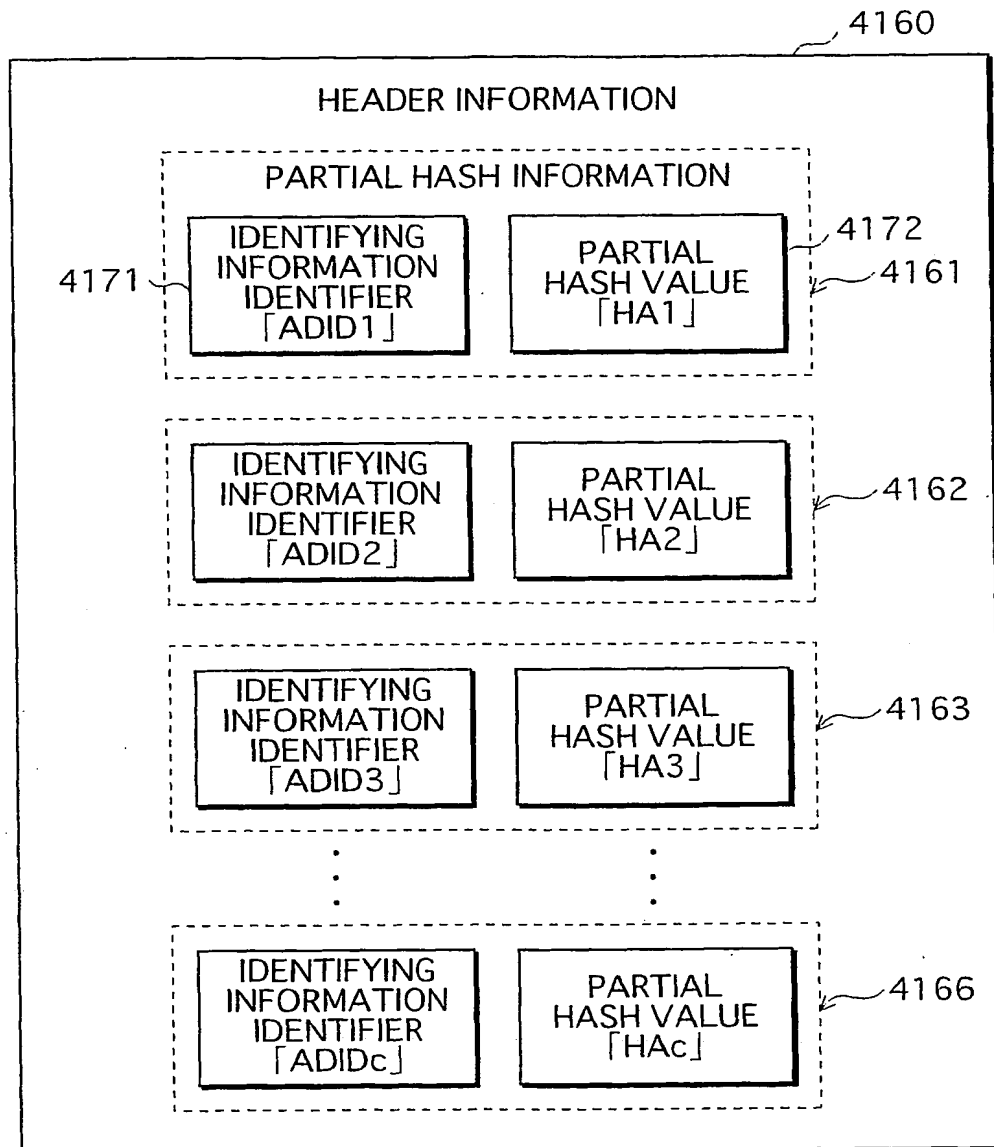 4160
HEADER INFORMATION
PARTIAL HASH INFORMATION
IDENTIFYING
INFORMATION
IDENTIFIER
「ADID1」
PARTIAL
HASH VALUE
「HA1」
4171
4172
4161
IDENTIFYING
INFORMATION
IDENTIFIER
「ADID2」
PARTIAL
HASH VALUE
「HA2」
4162
IDENTIFYING
INFORMATION
IDENTIFIER
「ADID3」
PARTIAL
HASH VALUE
「HA3」
4163
IDENTIFYING
INFORMATION
IDENTIFIER
「ADIDc」
PARTIAL
HASH VALUE
「HAc」
4166